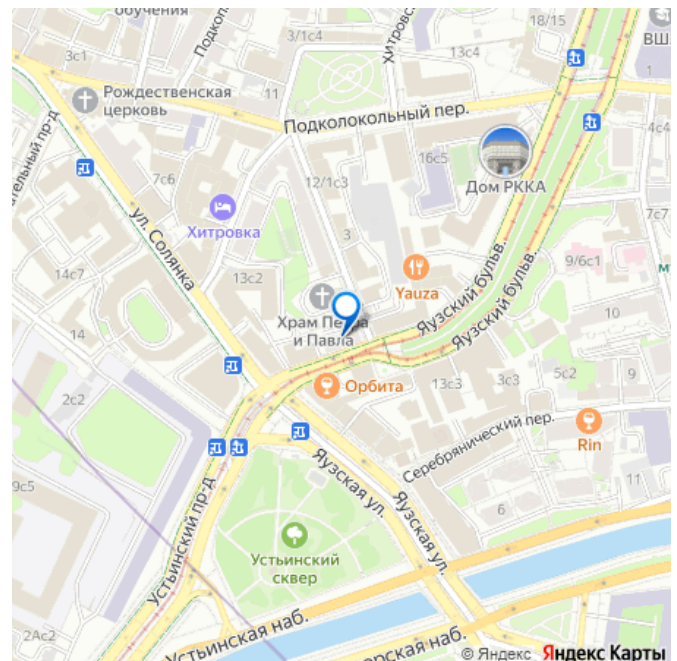 обучения
18/15
ВШ
3/1с4
Хитровс
Подкол
3с1
13с4
Рождественская
церковь
11
1
Подколокольный пер.
4с4
16с5
Дом РККА
12/1с3
7с6
Хитровка
ул. Солянка
3
7с7
9/6с1
Yauza
Яузский бульв.
Яузский бульв.
14с7
13с2
Храм Петра
и Павла
10
14
Орбита
13с3
3с3
5с2
9
2с2
Серебрянический пер.
Rin
11
9с5
Яузская ул.
Яузская ул.
6
Устьинский пр-д
Устьинский
сквер
2Ас2
Устьинская наб.
рская наб.
© Яндекс Яндекс Карты